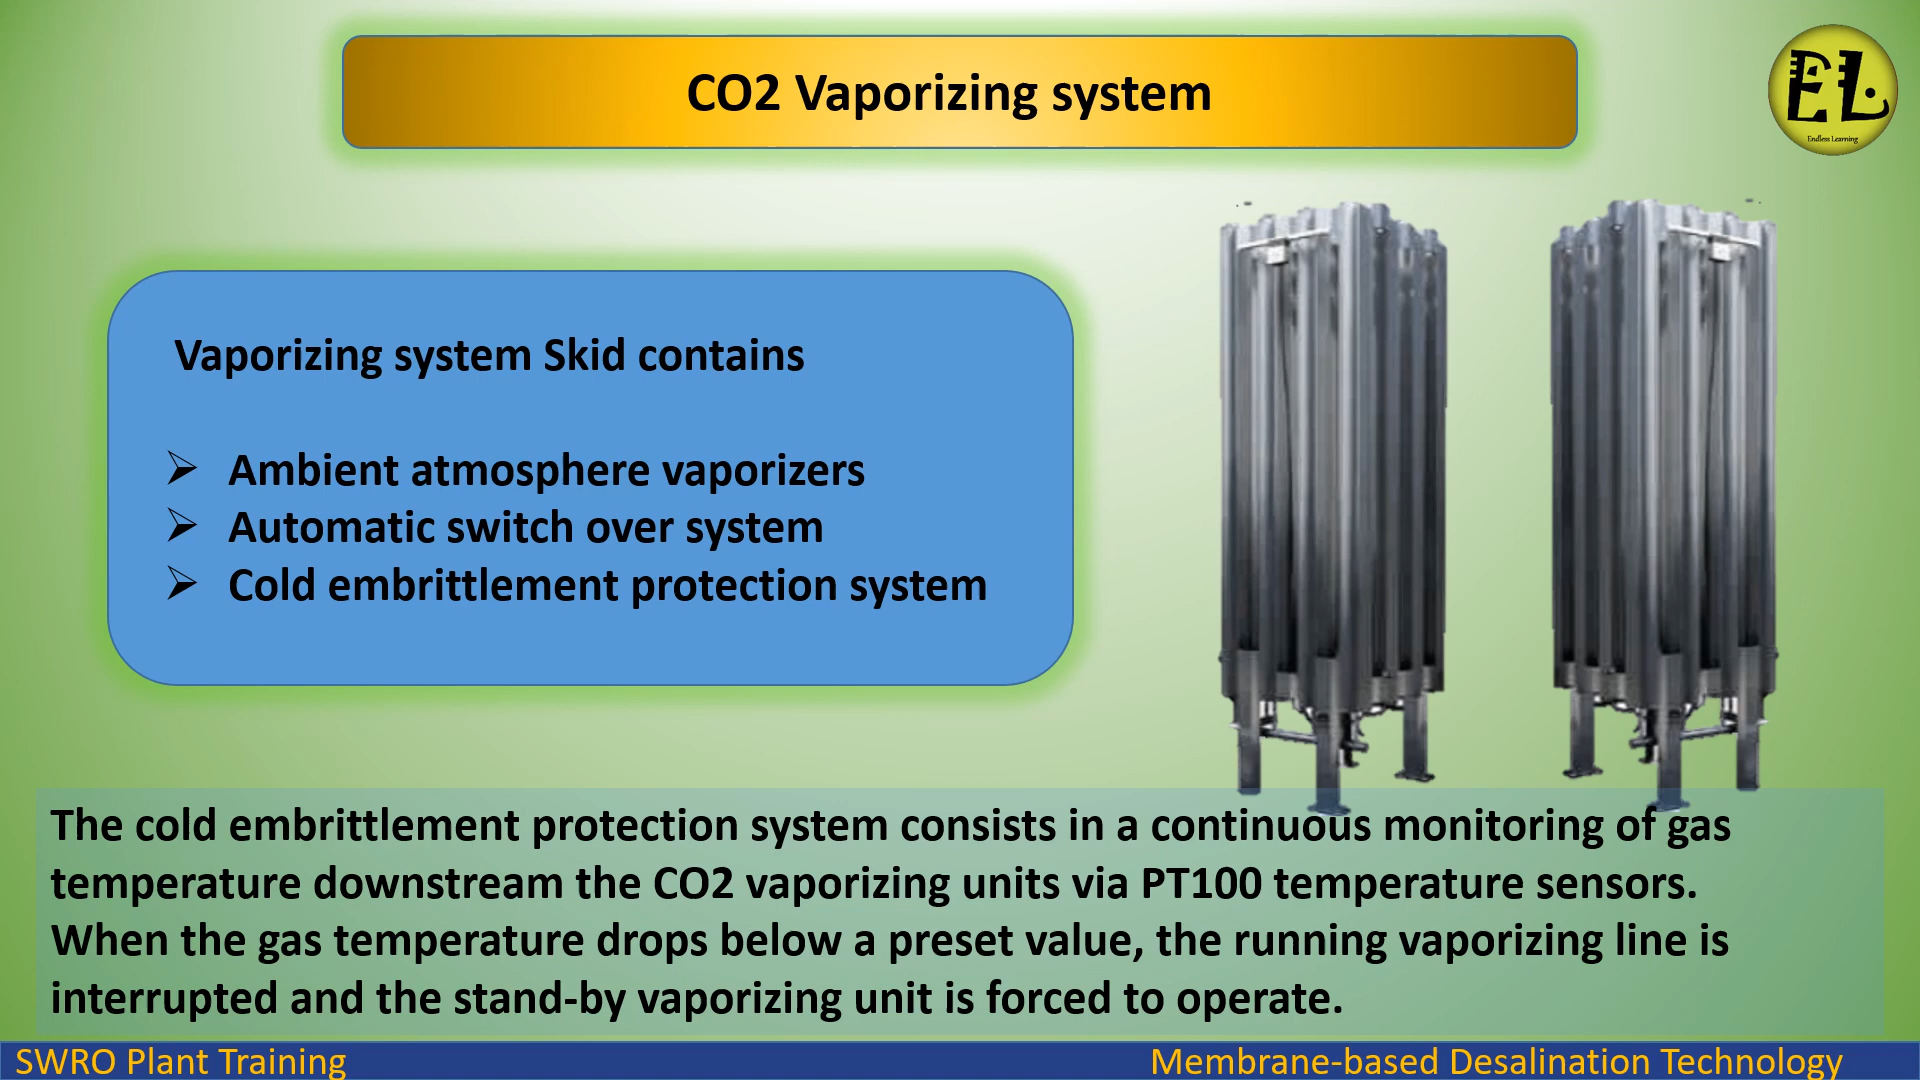 CO2 Vaporizing system
EL
Endless Learning
Vaporizing system Skid contains
➢ Ambient atmosphere vaporizers
➢ Automatic switch over system
➢ Cold embrittlement protection system
The cold embrittlement protection system consists in a continuous monitoring of gas
temperature downstream the CO2 vaporizing units via PT100 temperature sensors.
When the gas temperature drops below a preset value, the running vaporizing line is
interrupted and the stand-by vaporizing unit is forced to operate.
SWRO Plant Training
Membrane-based Desalination Technology